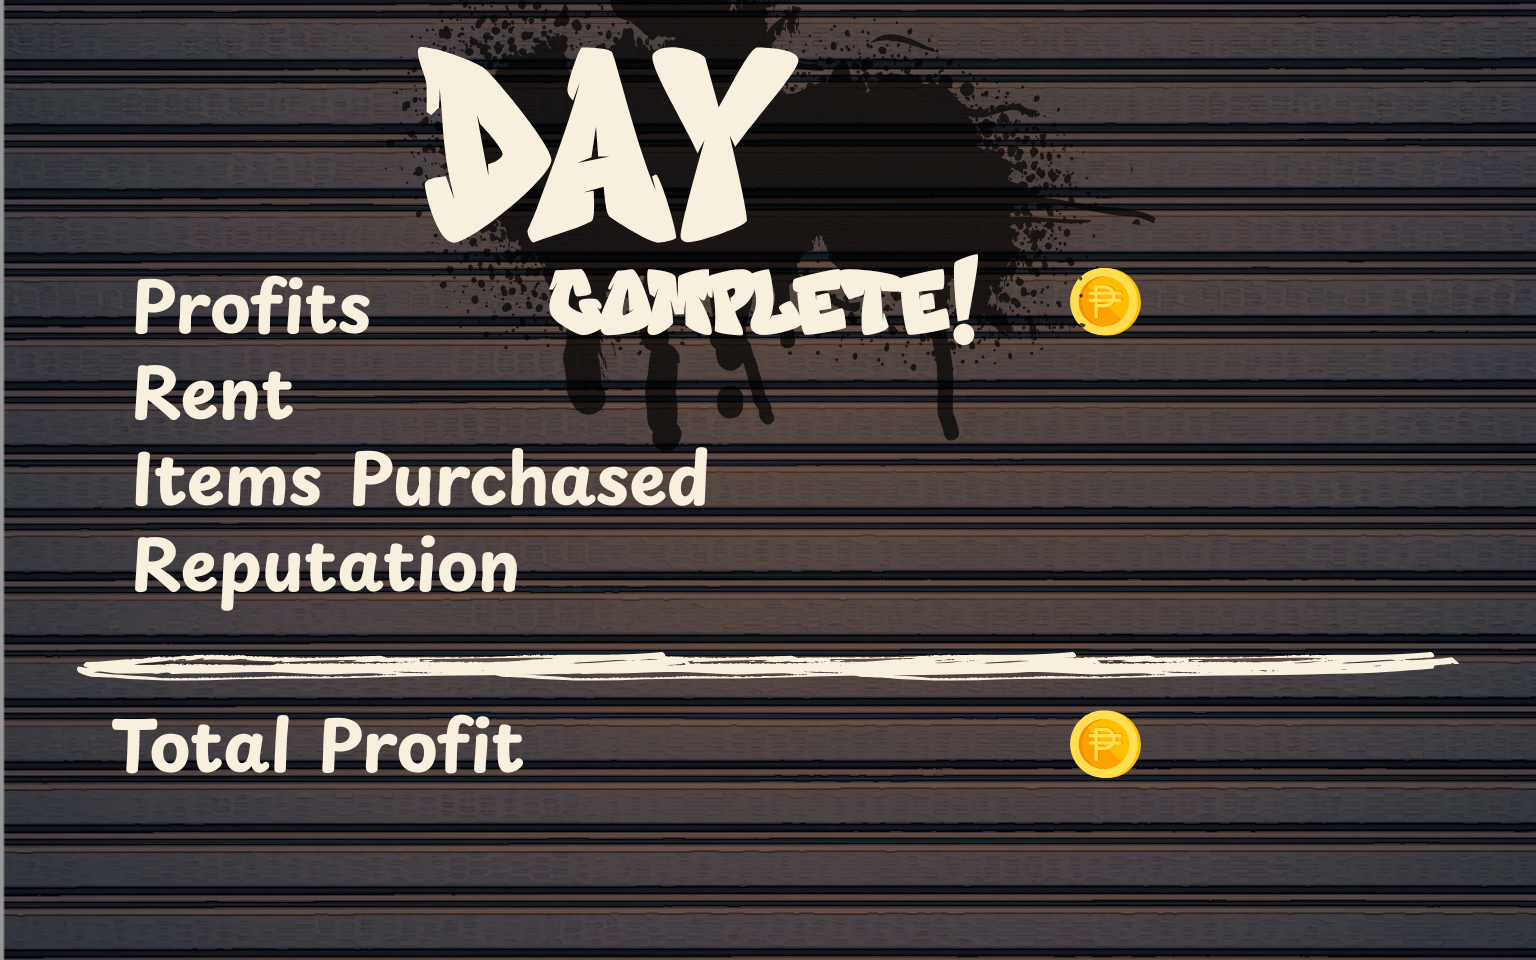 DAY
COMPLETE!
Profits ₱
Rent
Items Purchased
Reputation
Total Profit ₱